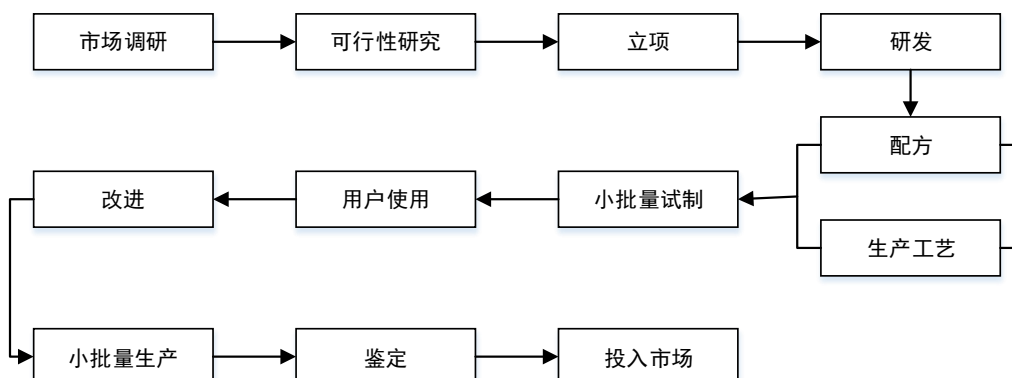 市场调研
可行性研究
立项
研发
配方
改进
用户使用
小批量试制
生产工艺
小批量生产
鉴定
投入市场